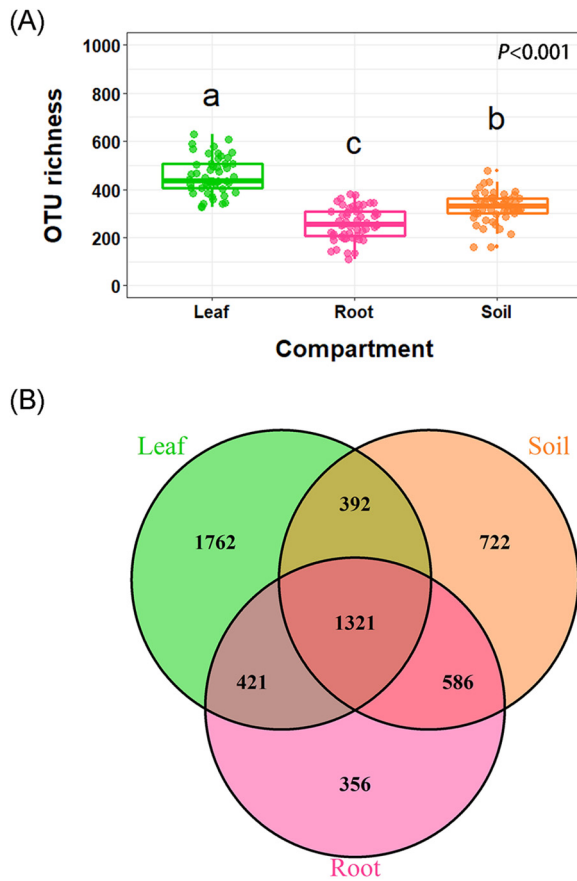 (A)
1000
P<0.001
800
a
b
600
c
400
200
0
OTU richness
Leaf Root Soil
Compartment
(B)
Leaf Soil
392
1762 722
1321
421 586
356
Root